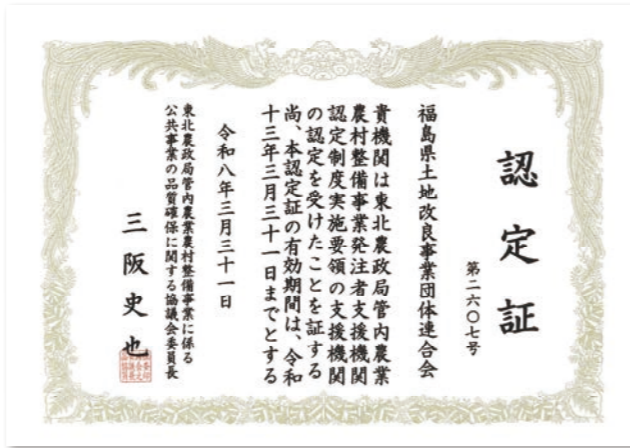 認定証
第二六〇七号
福島県土地改良事業団体連合会
貴機関は東北農政局管内農業
農村整備事業発注者支援機関
認定制度実施要領の支援機関
の認定を受けたことを証する
尚、本認定証の有効期間は、令和
十三年三月三十一日までとする
令和八年三月三十一日
東北農政局管内農業農村整備事業に係る
公共事業の品質確保に関する協議会委員長
三阪史也